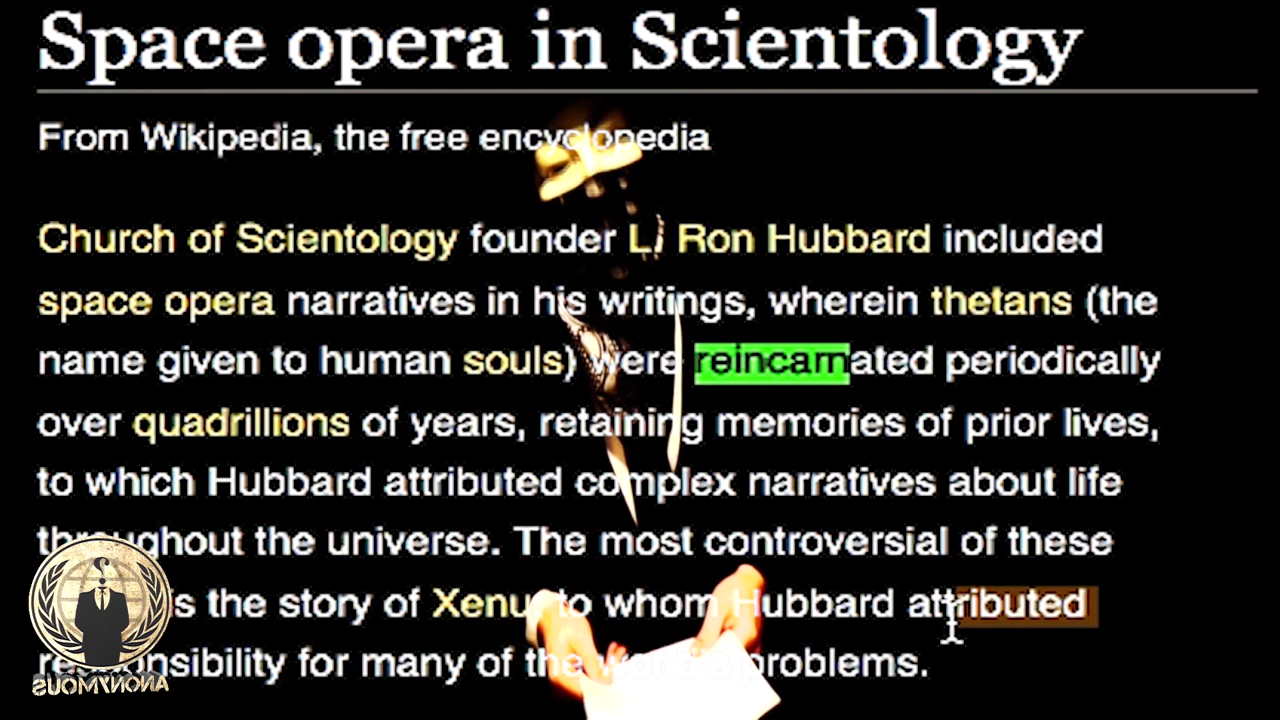 Space opera in Scientology
From Wikipedia, the free encyclopedia
Church of Scientology founder L. Ron Hubbard included
space opera narratives in his writings, wherein thetans (the
name given to human souls) were reincarnated periodically
over quadrillions of years, retaining memories of prior lives,
to which Hubbard attributed complex narratives about life
throughout the universe. The most controversial of these
is the story of Xenu, to whom Hubbard attributed
responsibility for many of the world's problems.
ANONYMOUS